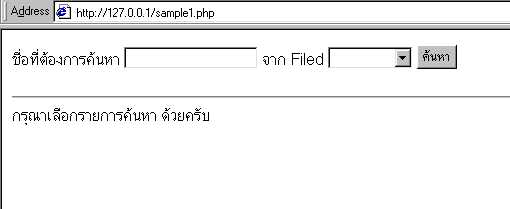 Address http://127.0.0.1/sample1.php
ชื่อที่ต้องการค้นหา จาก Filed ค้นหา
กรุณาเลือกรายการค้นหา ด้วยครับ